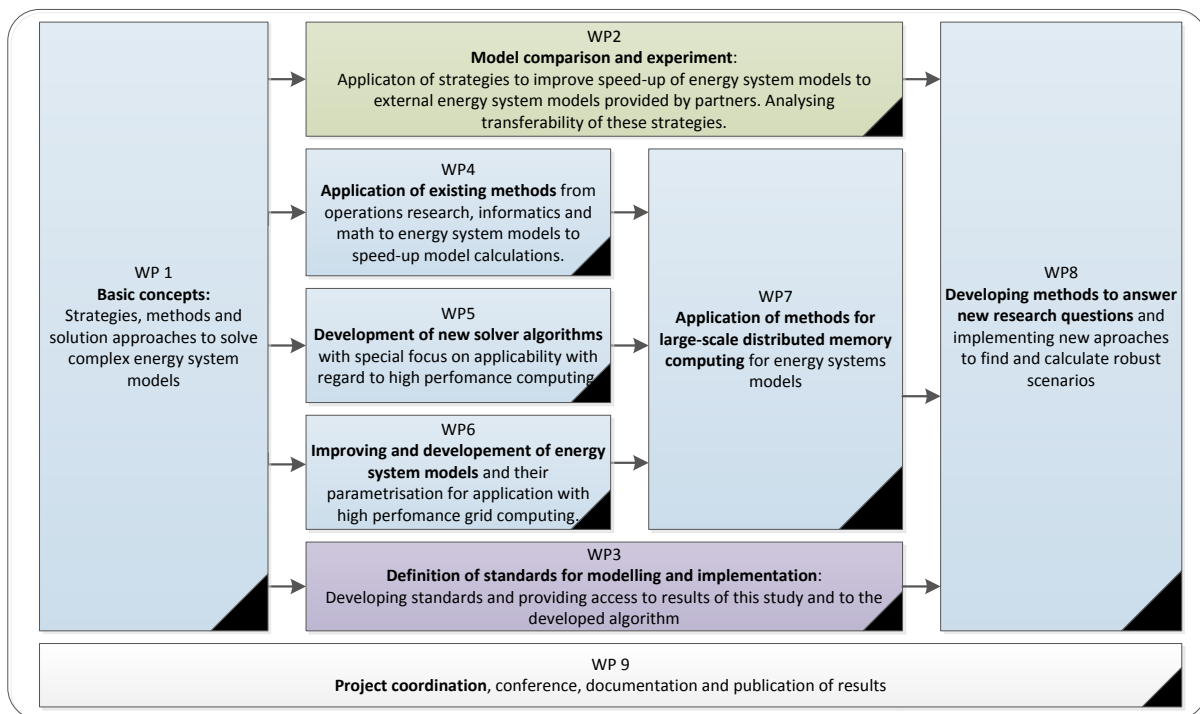 WP 1
Basic concepts:
Strategies, methods and
solution approaches to solve
complex energy system
models
WP2
Model comparison and experiment:
Applicaton of strategies to improve speed-up of energy system models to
external energy system models provided by partners. Analysing
transferability of these strategies.
WP4
Application of existing methods from
operations research, informatics and
math to energy system models to
speed-up model calculations.
WP5
Development of new solver algorithms
with special focus on applicability with
regard to high perfomance computing
WP6
Improving and developement of energy
system models and their
parametrisation for application with
high perfomance grid computing.
WP7
Application of methods for
large-scale distributed memory
computing for energy systems
models
WP3
Definition of standards for modelling and implementation:
Developing standards and providing access to results of this study and to the
developed algorithm
WP8
Developing methods to answer
new research questions and
implementing new aproaches
to find and calculate robust
scenarios
WP 9
Project coordination, conference, documentation and publication of results